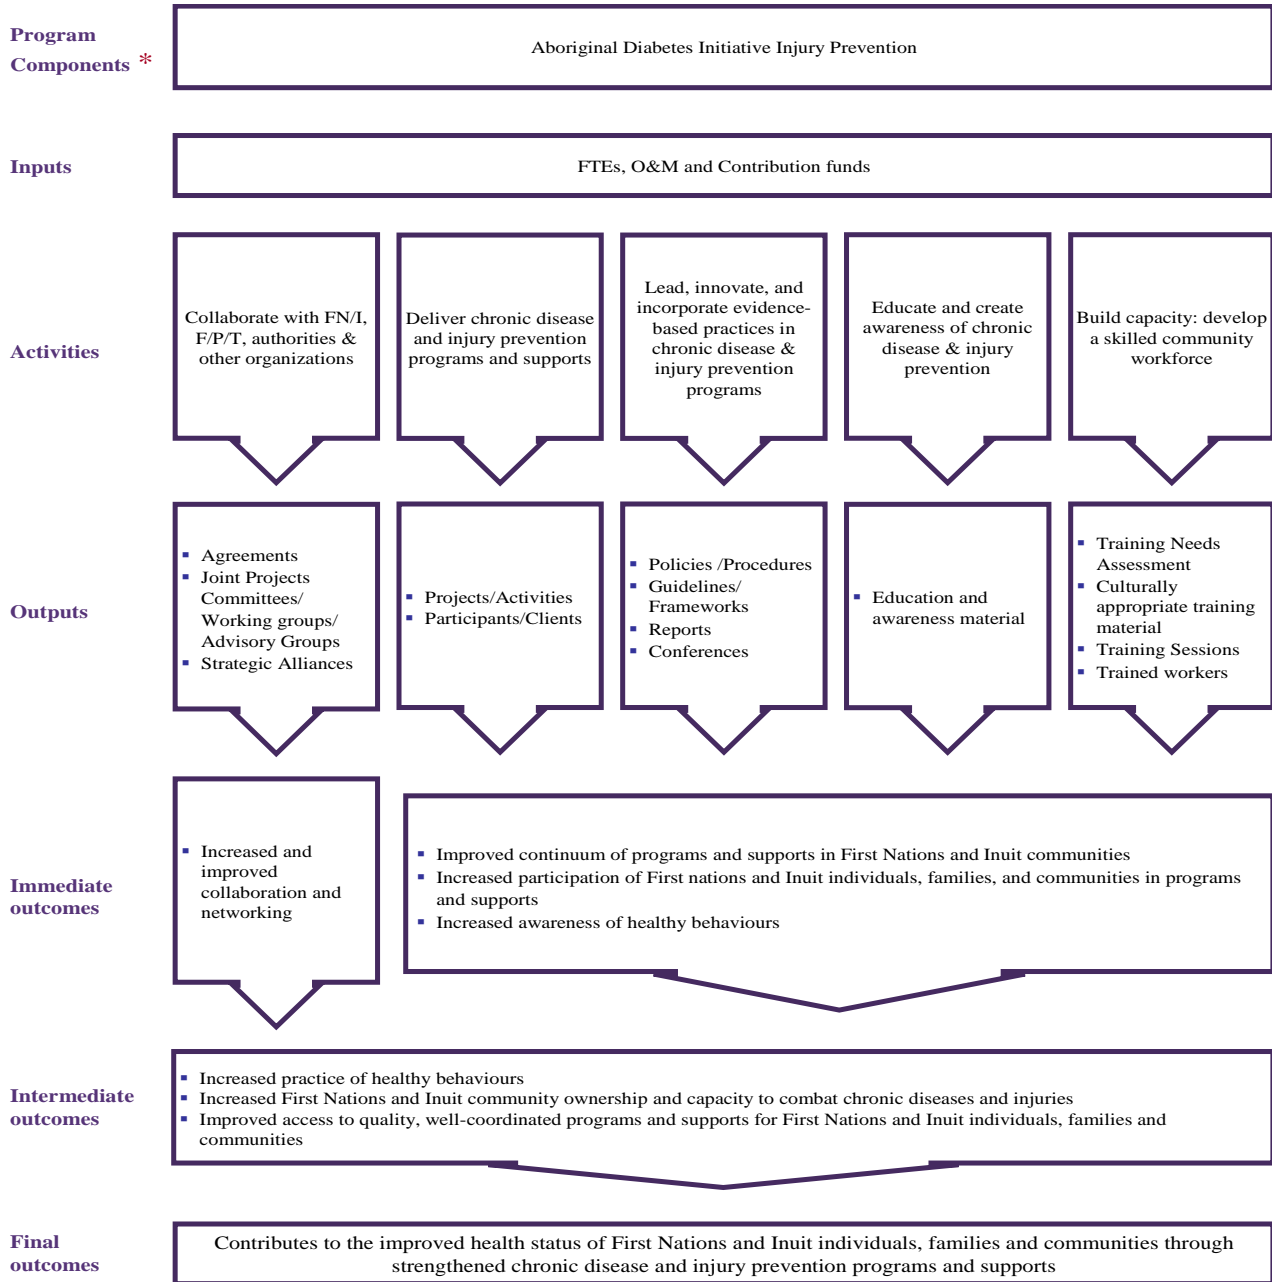 Program
Components *
Aboriginal Diabetes Initiative Injury Prevention
Inputs
FTEs, O&M and Contribution funds
Activities
Collaborate with FN/I,
F/P/T, authorities &
other organizations
Deliver chronic disease
and injury prevention
programs and supports
Lead, innovate, and
incorporate evidence-
based practices in
chronic disease &
injury prevention
programs
Educate and create
awareness of chronic
disease & injury
prevention
Build capacity: develop
a skilled community
workforce
Outputs
▪ Agreements
▪ Joint Projects
Committees/
Working groups/
Advisory Groups
▪ Strategic Alliances
▪ Projects/Activities
▪ Participants/Clients
▪ Policies /Procedures
▪ Guidelines/
Frameworks
▪ Reports
▪ Conferences
▪ Education and
awareness material
▪ Training Needs
Assessment
▪ Culturally
appropriate training
material
▪ Training Sessions
▪ Trained workers
Immediate
outcomes
▪ Increased and
improved
collaboration and
networking
▪ Improved continuum of programs and supports in First Nations and Inuit communities
▪ Increased participation of First nations and Inuit individuals, families, and communities in programs
and supports
▪ Increased awareness of healthy behaviours
Intermediate
outcomes
▪ Increased practice of healthy behaviours
▪ Increased First Nations and Inuit community ownership and capacity to combat chronic diseases and injuries
▪ Improved access to quality, well-coordinated programs and supports for First Nations and Inuit individuals, families and
communities
Final
outcomes
Contributes to the improved health status of First Nations and Inuit individuals, families and communities through
strengthened chronic disease and injury prevention programs and supports